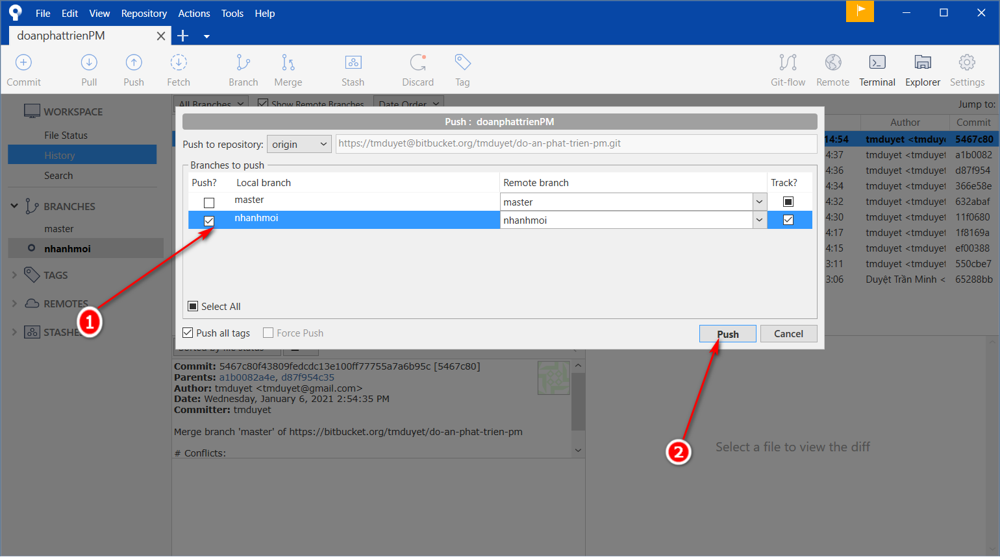 File Edit View Repository Actions Tools Help
doanphattrienPM
Commit Pull Push Fetch Branch Merge Stash Discard Tag Git-flow Remote Terminal Explorer Settings
WORKSPACE
File Status
History
Search
BRANCHES
master
nhanhmoi
TAGS
REMOTES
STASHES
All Branches Show Remote Branches Date Order Jump to:
Author Commit
14:54 tmduyet <tmduye 5467c80
4:37 tmduyet <tmduyet a1b0082
4:36 tmduyet <tmduyet d87f954
4:34 tmduyet <tmduyet 366e58e
4:32 tmduyet <tmduyet 632abaf
4:30 tmduyet <tmduyet 11f0680
4:17 tmduyet <tmduyet 1f8169a
4:15 tmduyet <tmduyet ef00388
3:11 tmduyet <tmduyet 550cbe7
3:06 Duyệt Trần Minh < 65288bb
Push : doanphattrienPM
Push to repository: origin https://tmduyet@bitbucket.org/tmduyet/do-an-phat-trien-pm.git
Branches to push
Push? Local branch Remote branch Track?
master master
nhanhmoi nhanhmoi
Select All
Push all tags Force Push Push Cancel
1
2
Sorted by file status
Commit: 5467c80f43809fedcdc13e100ff77755a7a6b95c [5467c80]
Parents: a1b0082a4e, d87f954c35
Author: tmduyet <tmduyet@gmail.com>
Date: Wednesday, January 6, 2021 2:54:35 PM
Committer: tmduyet
Merge branch 'master' of https://bitbucket.org/tmduyet/do-an-phat-trien-pm
# Conflicts:
Select a file to view the diff